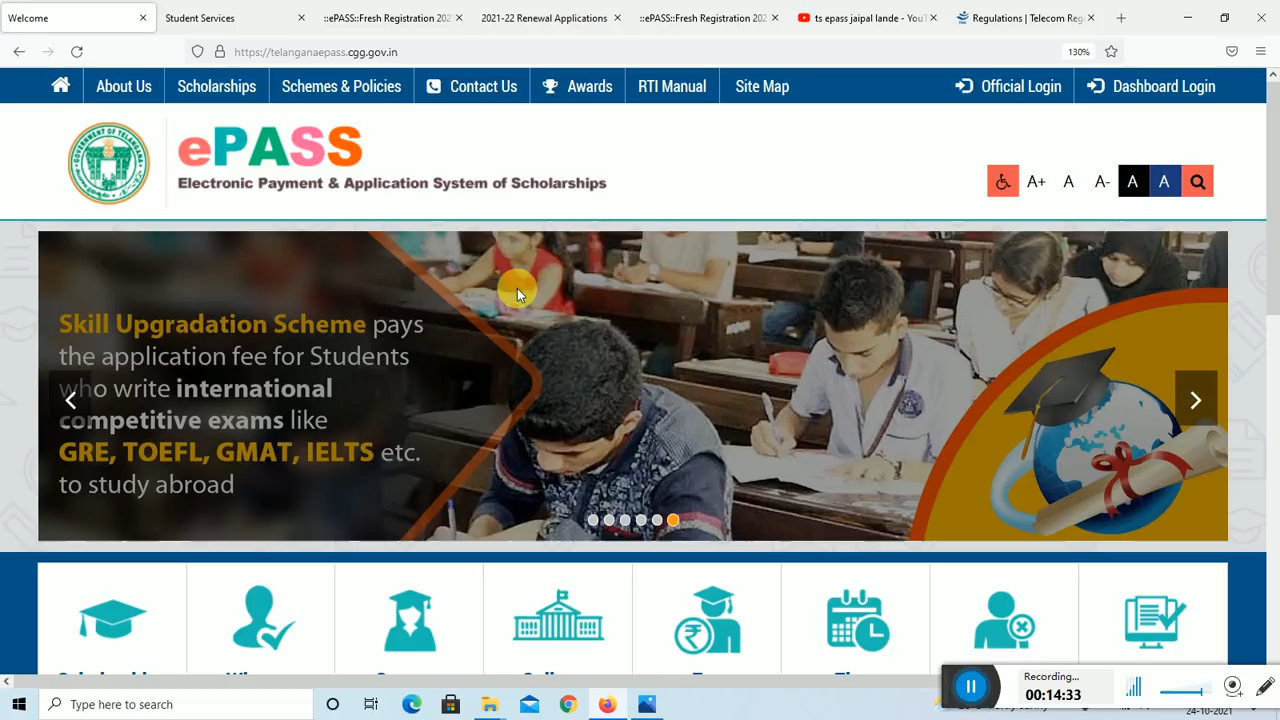 Welcome
Student Services
::ePASS::Fresh Registration 202
2021-22 Renewal Applications
::ePASS::Fresh Registration 202
ts epass jaipal lande - YouT
Regulations | Telecom Reg
https://telanganaepass.cgg.gov.in
130%
About Us
Scholarships
Schemes & Policies
Contact Us
Awards
RTI Manual
Site Map
Official Login
Dashboard Login
GOVERNMENT OF TELANGANA
ePASS
Electronic Payment & Application System of Scholarships
A+
A
A-
A
A
Skill Upgradation Scheme pays
the application fee for Students
who write international
competitive exams like
GRE, TOEFL, GMAT, IELTS etc.
to study abroad
Recording...
00:14:33
Type here to search
24-10-2021